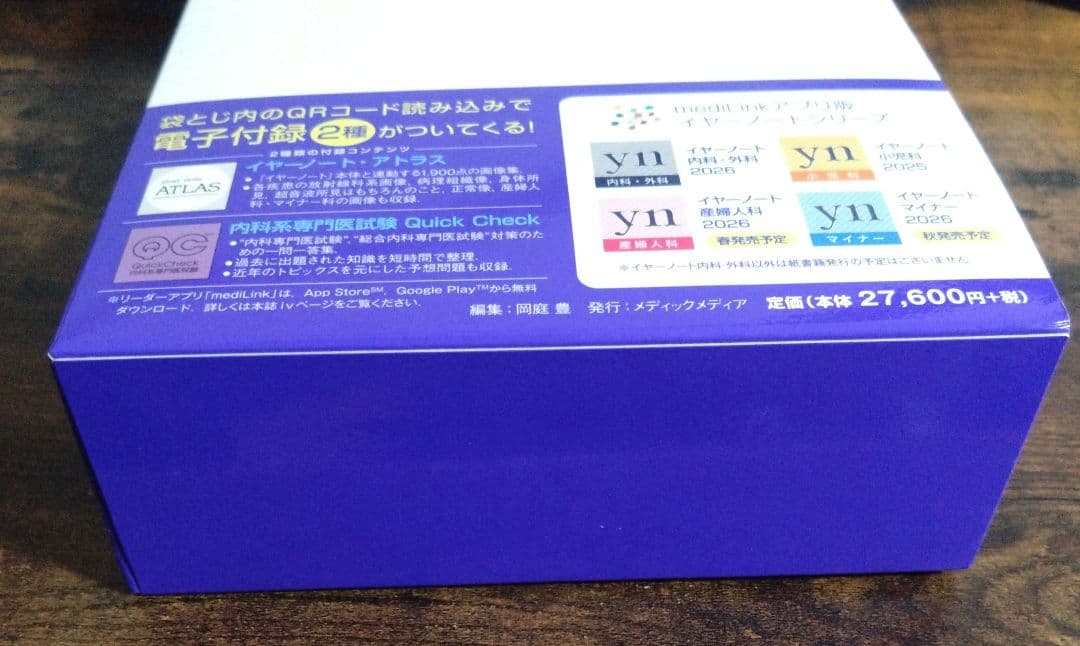 袋とじ内のQRコード読み込みで
電子付録2種がついてくる!
2種類の付録コンテンツ
ATLAS
イヤーノート・アトラス
●「イヤーノート」本体と連動する1,900点の画像集.
●各疾患の放射線科系画像, 病理組織像, 身体所
見, 超音波所見はもちろんのこと, 正常像, 産婦人
科・マイナー科の画像も収録.
QC
QuickCheck
内科系専門医試験
内科系専門医試験 Quick Check
●"内科専門医試験", "総合内科専門医試験"対策のた
めの一問一答集.
●過去に出題された知識を短時間で整理.
●近年のトピックスを元にした予想問題も収録.
※リーダーアプリ「mediLink」は, App Store℠, Google Play™から無料
ダウンロード. 詳しくは本誌ivページをご覧ください.
mediLinkアプリ版
イヤーノートシリーズ
yn
内科・外科
イヤーノート
内科・外科
2026
yn
小児科
イヤーノート
小児科
2025
yn
産婦人科
イヤーノート
産婦人科
2026
春発売予定
yn
マイナー
イヤーノート
マイナー
2026
秋発売予定
※イヤーノート内科・外科以外は紙書籍発行の予定はございません
編集:岡庭 豊 発行:メディックメディア 定価(本体 27,600円+税)